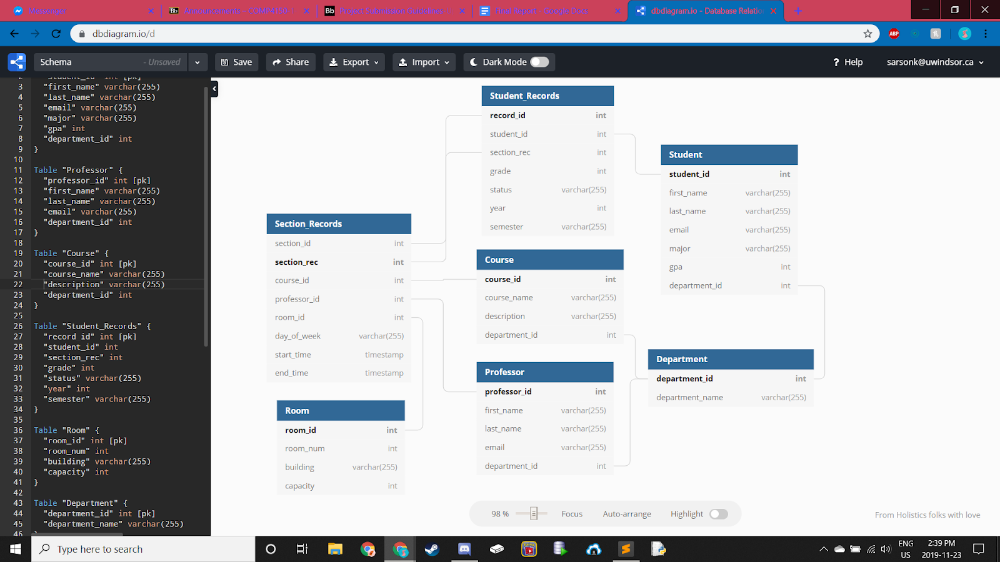 Messenger
Bb Announcements – COMP4150-1
Bb Project Submission Guidelines
Final Report - Google Docs
dbdiagram.io - Database Relatio
dbdiagram.io/d
ABP
Schema - Unsaved
Save
Share
Export
Import
Dark Mode
? Help
sarsonk@uwindsor.ca
2 "student_id" int [pk]
3 "first_name" varchar(255)
4 "last_name" varchar(255)
5 "email" varchar(255)
6 "major" varchar(255)
7 "gpa" int
8 "department_id" int
9 }
10
11 Table "Professor" {
12 "professor_id" int [pk]
13 "first_name" varchar(255)
14 "last_name" varchar(255)
15 "email" varchar(255)
16 "department_id" int
17 }
18
19 Table "Course" {
20 "course_id" int [pk]
21 "course_name" varchar(255)
22 "description" varchar(255)
23 "department_id" int
24 }
25
26 Table "Student_Records" {
27 "record_id" int [pk]
28 "student_id" int
29 "section_rec" int
30 "grade" int
31 "status" varchar(255)
32 "year" int
33 "semester" varchar(255)
34 }
35
36 Table "Room" {
37 "room_id" int [pk]
38 "room_num" int
39 "building" varchar(255)
40 "capacity" int
41 }
42
43 Table "Department" {
44 "department_id" int [pk]
45 "department_name" varchar(255)
46
Section_Records
section_id int
section_rec int
course_id int
professor_id int
room_id int
day_of_week varchar(255)
start_time timestamp
end_time timestamp
Room
room_id int
room_num int
building varchar(255)
capacity int
Student_Records
record_id int
student_id int
section_rec int
grade int
status varchar(255)
year int
semester varchar(255)
Course
course_id int
course_name varchar(255)
description varchar(255)
department_id int
Professor
professor_id int
first_name varchar(255)
last_name varchar(255)
email varchar(255)
department_id int
Student
student_id int
first_name varchar(255)
last_name varchar(255)
email varchar(255)
major varchar(255)
gpa int
department_id int
Department
department_id int
department_name varchar(255)
98 %
Focus
Auto-arrange
Highlight
From Holistics folks with love
Type here to search
ENG
US
2:39 PM
2019-11-23